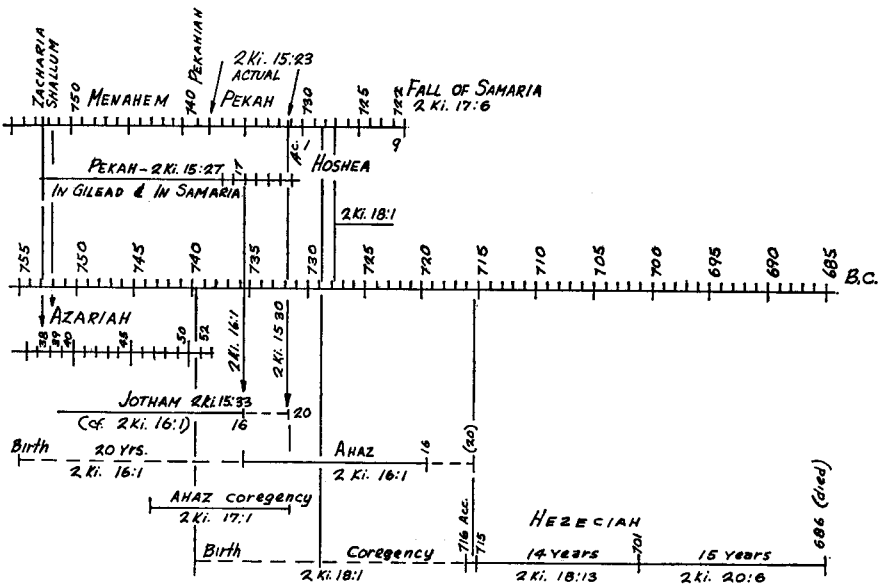 ZACHARIA
SHALLUM
750
MENAHEM
740
PEKAHIAH
2 Ki. 15:23
ACTUAL
PEKAH
730
725
722
FALL OF SAMARIA
2 Ki. 17:6
Ac.
1
9
HOSHEA
PEKAH - 2 Ki. 15:27
17
IN GILEAD & IN SAMARIA
2 Ki. 18:1
755
750
745
740
735
730
725
720
715
710
705
700
695
690
685
B.C.
AZARIAH
38
39
40
45
50
52
2 Ki. 16:1
2 Ki. 15 30
JOTHAM 2 Ki. 15:33
(cf. 2 Ki. 16:1)
16
20
Birth
20 Yrs.
2 Ki. 16:1
AHAZ
2 Ki. 16:1
16
(20)
AHAZ coregency
2 Ki. 17:1
HEZECIAH
Birth
Coregency
2 Ki. 18:1
716 Acc.
715
14 years
2 Ki. 18:13
701
15 Years
2 Ki. 20:6
686 (died)